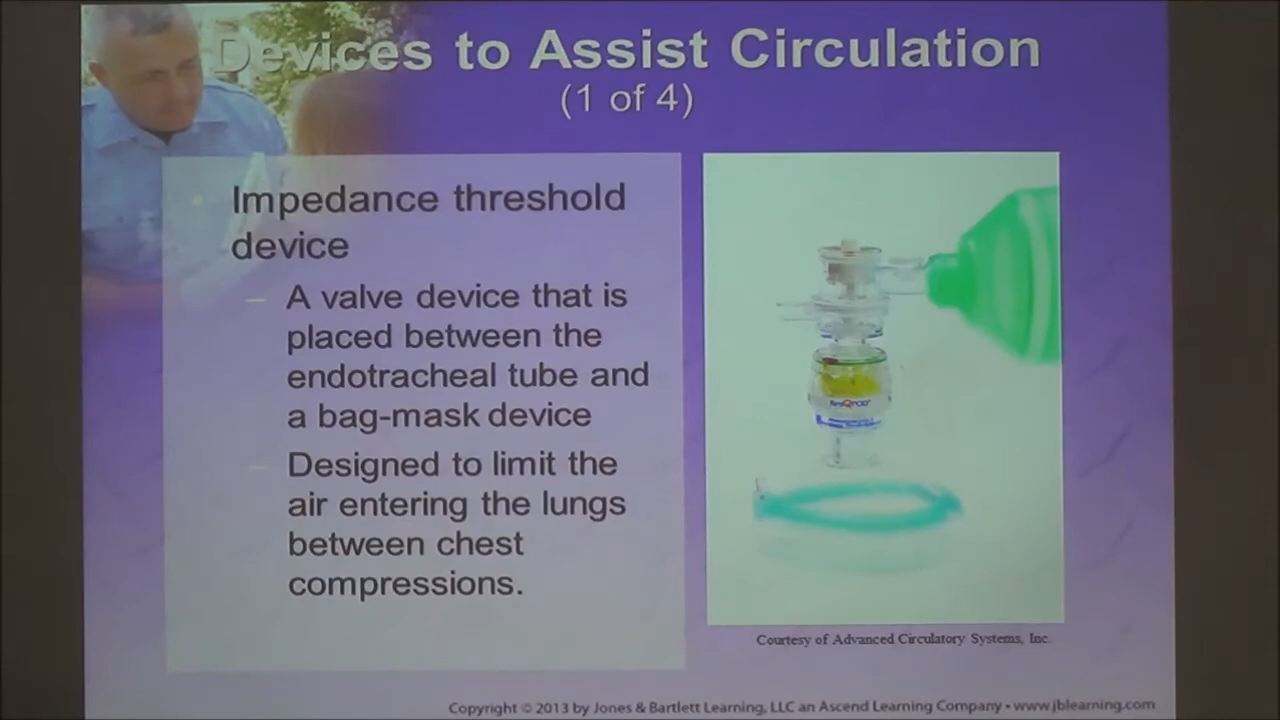 Devices to Assist Circulation
(1 of 4)
Impedance threshold
device
– A valve device that is
placed between the
endotracheal tube and
a bag-mask device
– Designed to limit the
air entering the lungs
between chest
compressions.
ResQPOD
Courtesy of Advanced Circulatory Systems, Inc.
Copyright © 2013 by Jones & Bartlett Learning, LLC an Ascend Learning Company • www.jblearning.com